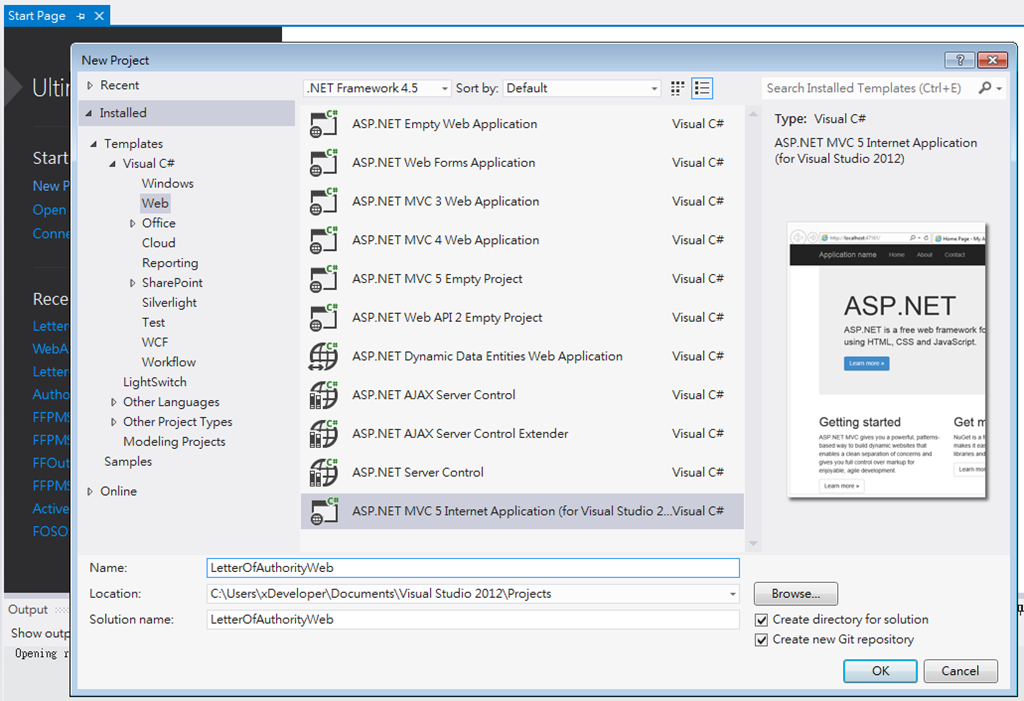 Start Page
New Project
Recent
.NET Framework 4.5
Sort by:
Default
Search Installed Templates (Ctrl+E)
Installed
Templates
Visual C#
Windows
Web
Office
Cloud
Reporting
SharePoint
Silverlight
Test
WCF
Workflow
LightSwitch
Other Languages
Other Project Types
Modeling Projects
Samples
Online
ASP.NET Empty Web Application Visual C#
ASP.NET Web Forms Application Visual C#
ASP.NET MVC 3 Web Application Visual C#
ASP.NET MVC 4 Web Application Visual C#
ASP.NET MVC 5 Empty Project Visual C#
ASP.NET Web API 2 Empty Project Visual C#
ASP.NET Dynamic Data Entities Web Application Visual C#
ASP.NET AJAX Server Control Visual C#
ASP.NET AJAX Server Control Extender Visual C#
ASP.NET Server Control Visual C#
ASP.NET MVC 5 Internet Application (for Visual Studio 2... Visual C#
Type: Visual C#
ASP.NET MVC 5 Internet Application
(for Visual Studio 2012)
Home Page - My A
Application name Home About Contact
ASP.NET
ASP.NET is a free web framework fo
using HTML, CSS and JavaScript.
Learn more »
Getting started
ASP.NET MVC gives you a powerful, patterns-
based way to build dynamic websites that
enables a clean separation of concerns and
gives you full control over markup for
enjoyable, agile development.
Learn more »
Get m
NuGet is a f
makes it eas
libraries and
Learn mor
Ultin
Start
New P
Open
Conne
Rece
Letter
WebA
Letter
Autho
FFPMS
FFPMS
FFOut
FFPMS
Active
FOSO
Output
Show outp
Opening r
Name: LetterOfAuthorityWeb
Location: C:\Users\xDeveloper\Documents\Visual Studio 2012\Projects
Browse...
Solution name: LetterOfAuthorityWeb
Create directory for solution
Create new Git repository
OK
Cancel